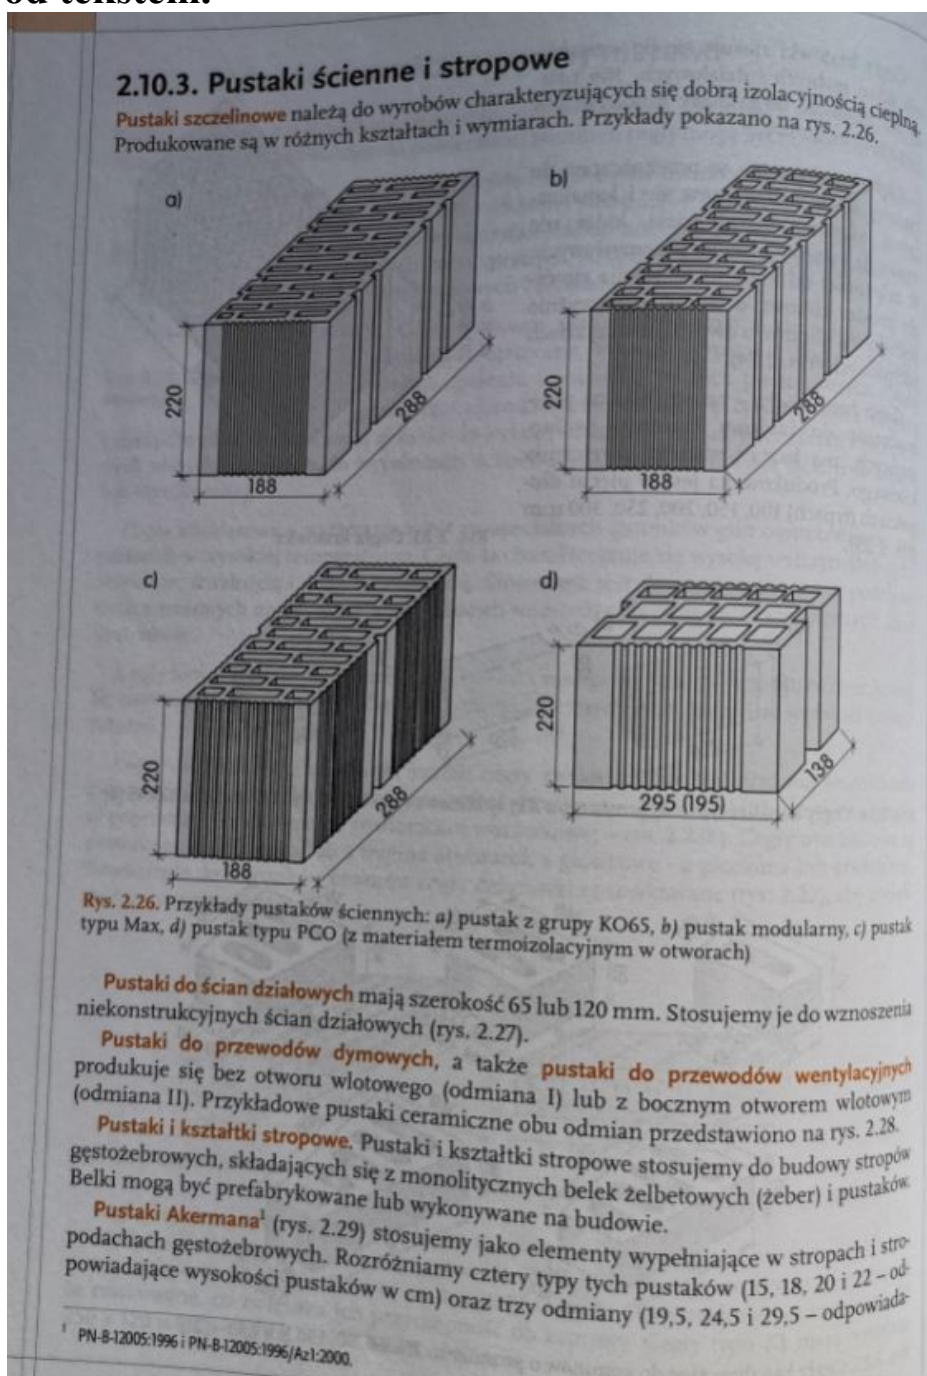 od tekstem.
2.10.3. Pustaki ścienne i stropowe
Pustaki szczelinowe należą do wyrobów charakteryzujących się dobrą izolacyjnością cieplną.
Produkowane są w różnych kształtach i wymiarach. Przykłady pokazano na rys. 2.26.
a)
b)
220
188
288
220
188
288
c)
d)
220
188
288
220
295 (195)
138
Rys. 2.26. Przykłady pustaków ściennych: a) pustak z grupy KO65, b) pustak modularny, c) pustak
typu Max, d) pustak typu PCO (z materiałem termoizolacyjnym w otworach)
Pustaki do ścian działowych mają szerokość 65 lub 120 mm. Stosujemy je do wznoszenia
niekonstrukcyjnych ścian działowych (rys. 2.27).
Pustaki do przewodów dymowych, a także pustaki do przewodów wentylacyjnych
produkuje się bez otworu wlotowego (odmiana I) lub z bocznym otworem wlotowym
(odmiana II). Przykładowe pustaki ceramiczne obu odmian przedstawiono na rys. 2.28.
Pustaki i kształtki stropowe. Pustaki i kształtki stropowe stosujemy do budowy stropów
gęstożebrowych, składających się z monolitycznych belek żelbetowych (żeber) i pustaków.
Belki mogą być prefabrykowane lub wykonywane na budowie.
Pustaki Akermana¹ (rys. 2.29) stosujemy jako elementy wypełniające w stropach i stro-
podachach gęstożebrowych. Rozróżniamy cztery typy tych pustaków (15, 18, 20 i 22 – od-
powiadające wysokości pustaków w cm) oraz trzy odmiany (19,5, 24,5 i 29,5 – odpowiada-
¹ PN-B-12005:1996 i PN-B-12005:1996/Az1:2000.